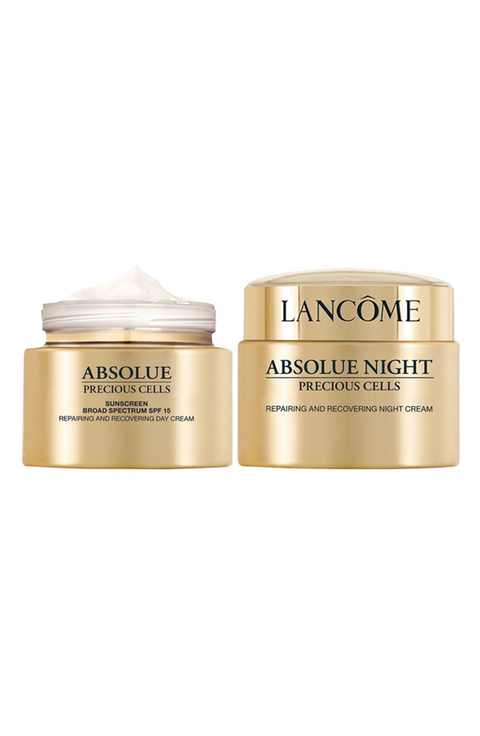 ABSOLUE
PRECIOUS CELLS
SUNSCREEN
BROAD SPECTRUM SPF 15
REPAIRING AND RECOVERING DAY CREAM
LANCÔME
ABSOLUE NIGHT
PRECIOUS CELLS
REPAIRING AND RECOVERING NIGHT CREAM